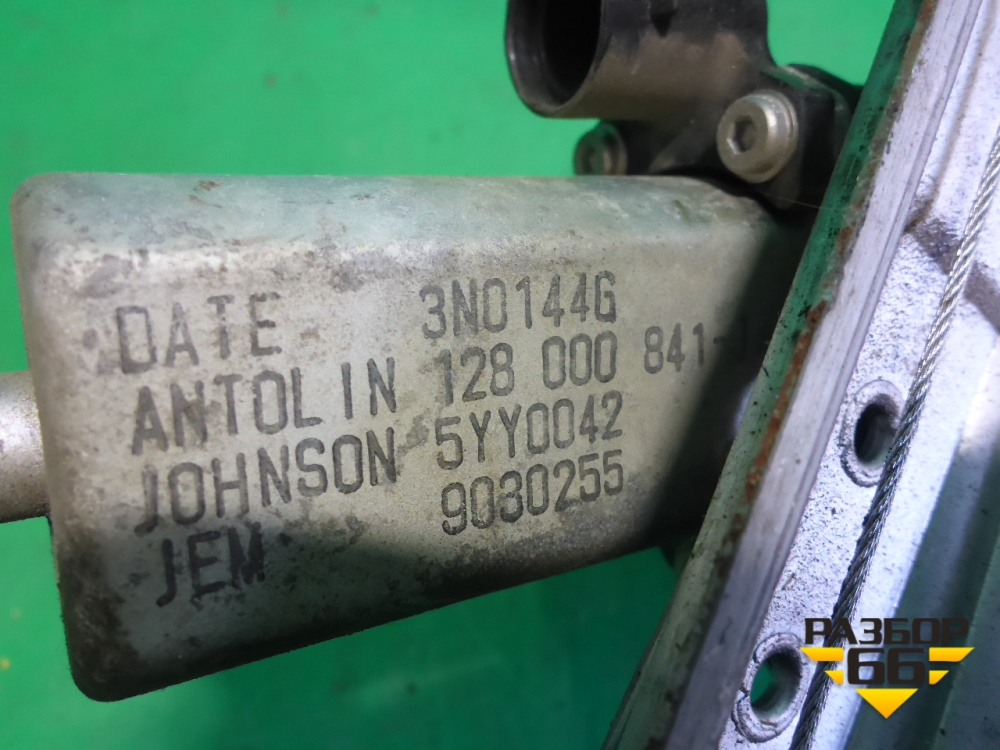 DATE 3N0144G
ANTOLIN 128 000 841-J
JOHNSON 5YY0042
JEM 9030255
РАЗБОР
66